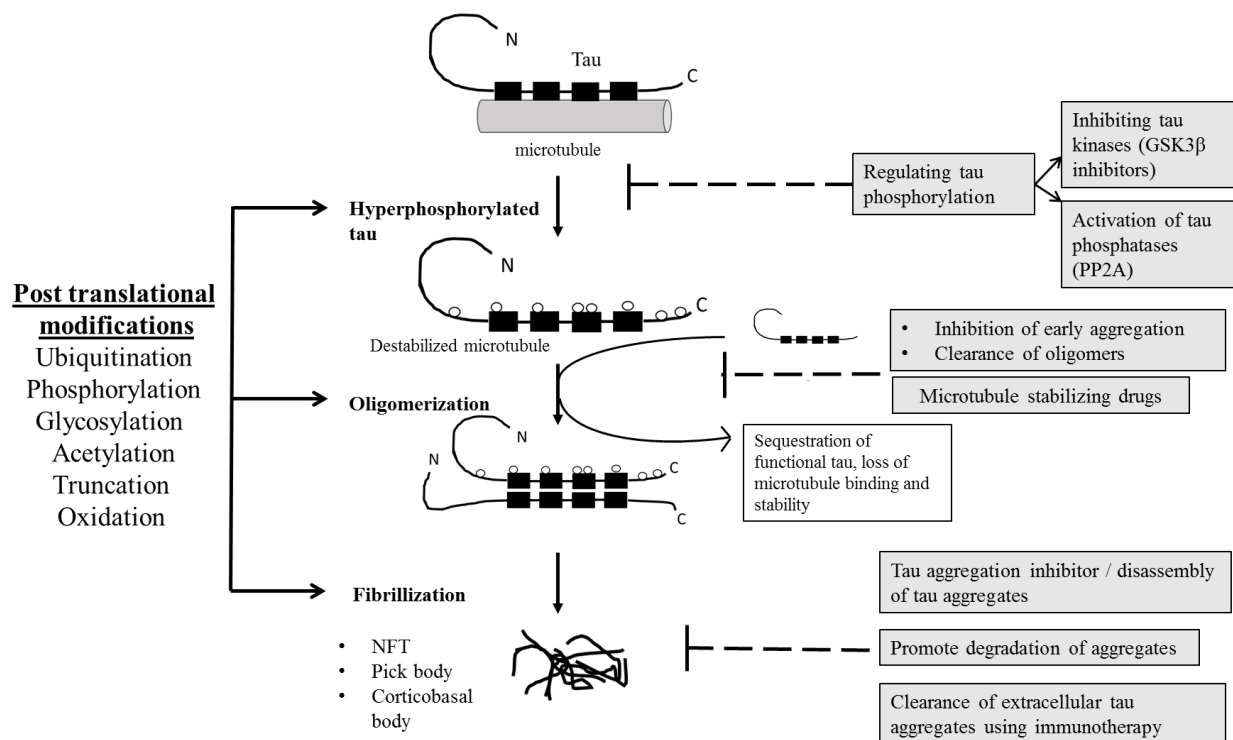 N
Tau
C
microtubule
Inhibiting tau
kinases (GSK3β
inhibitors)
Regulating tau
phosphorylation
Activation of tau
phosphatases
(PP2A)
Hyperphosphorylated
tau
N
C
Destabilized microtubule
Post translational
modifications
Ubiquitination
Phosphorylation
Glycosylation
Acetylation
Truncation
Oxidation
• Inhibition of early aggregation
• Clearance of oligomers
Microtubule stabilizing drugs
Oligomerization
N
N
C
C
Sequestration of
functional tau, loss of
microtubule binding and
stability
Fibrillization
• NFT
• Pick body
• Corticobasal
body
Tau aggregation inhibitor / disassembly
of tau aggregates
Promote degradation of aggregates
Clearance of extracellular tau
aggregates using immunotherapy